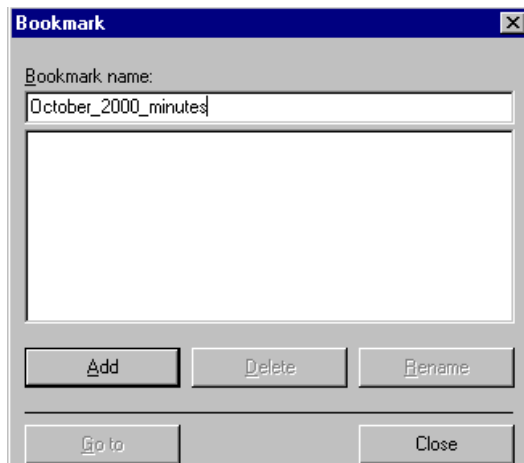 Bookmark
Bookmark name:
October_2000_minutes
Add Delete Rename
Go to Close